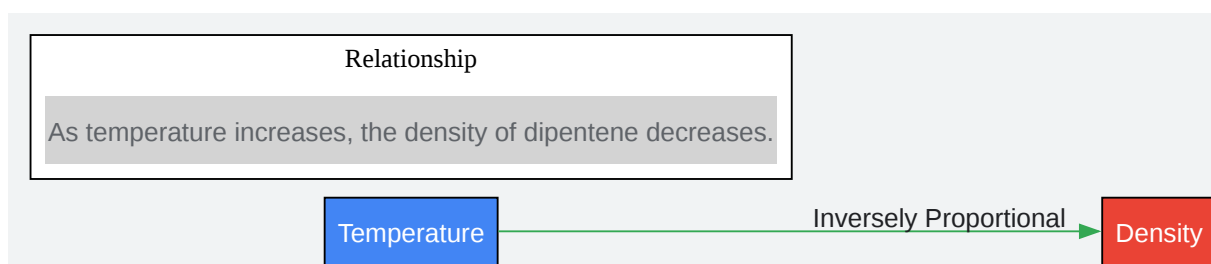 Relationship
As temperature increases, the density of dipentene decreases.
Inversely Proportional
Temperature
Density